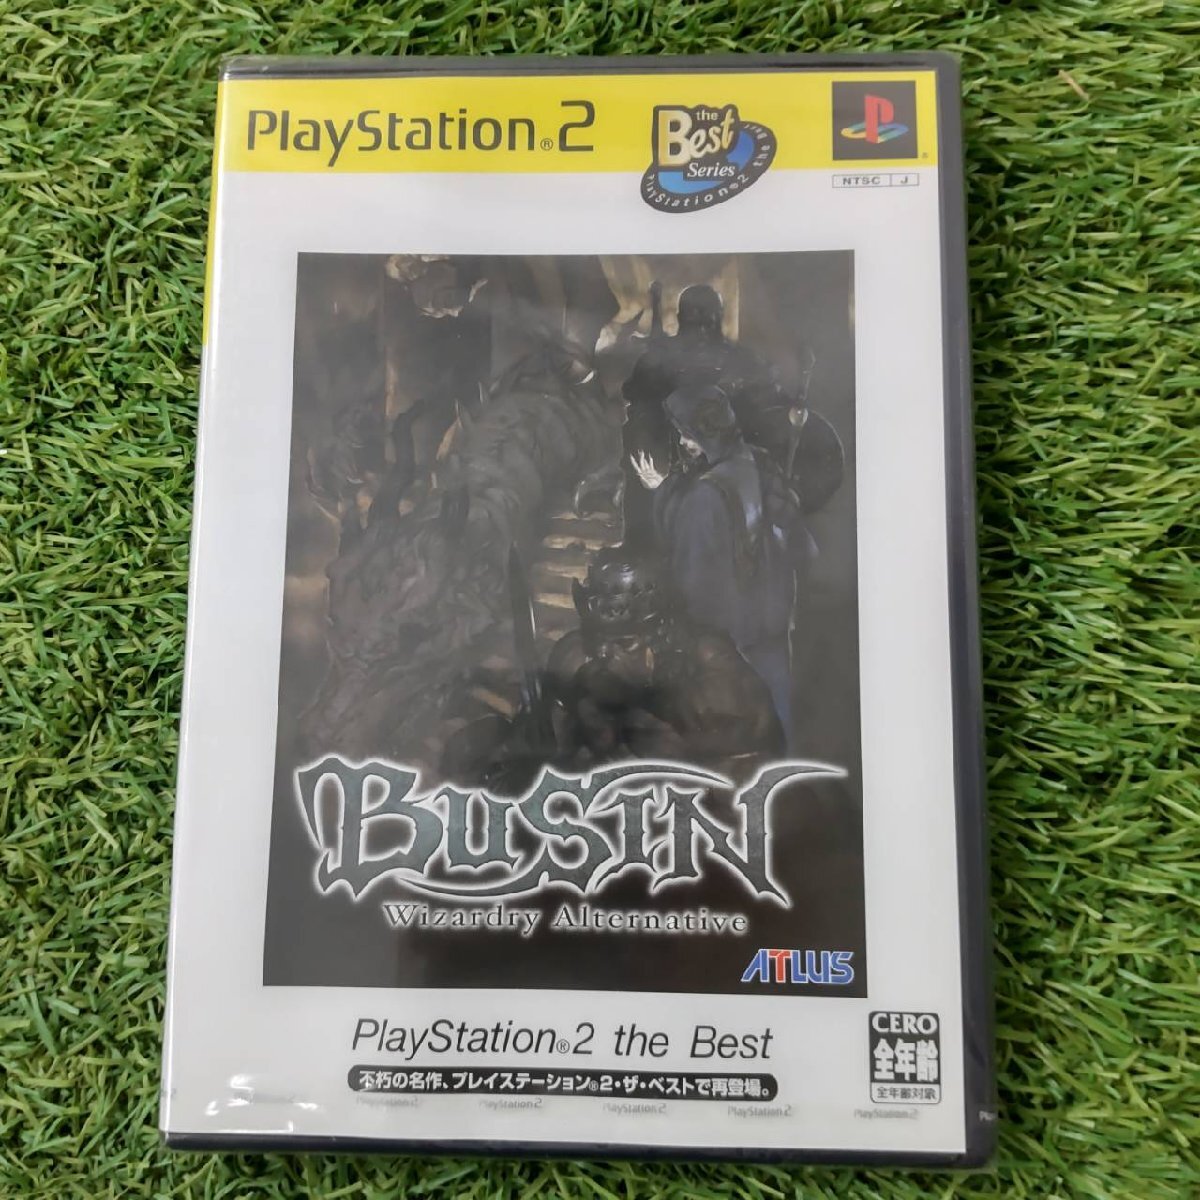 PlayStation®2
the
Best
Series
PlayStation®2 the Best
NTSC J
BUSIN
Wizardry Alternative
ATLUS
PlayStation®2 the Best
不朽の名作、プレイステーション®2・ザ・ベストで再登場。
CERO
全年齢
全年齢対象
PlayStation2 PlayStation2 PlayStation2 PlayStation2 PlayStation2